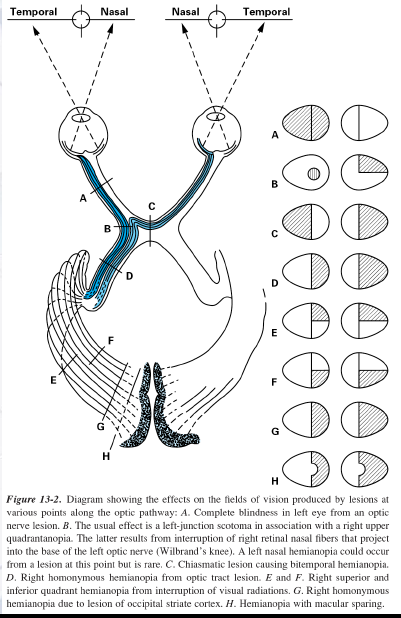 Temporal Nasal Nasal Temporal
A
B
C
D
E
F
G
H
A
B
C
D
E
F
G
H
Figure 13-2. Diagram showing the effects on the fields of vision produced by lesions at
various points along the optic pathway: A. Complete blindness in left eye from an optic
nerve lesion. B. The usual effect is a left-junction scotoma in association with a right upper
quadrantanopia. The latter results from interruption of right retinal nasal fibers that project
into the base of the left optic nerve (Wilbrand's knee). A left nasal hemianopia could occur
from a lesion at this point but is rare. C. Chiasmatic lesion causing bitemporal hemianopia.
D. Right homonymous hemianopia from optic tract lesion. E and F. Right superior and
inferior quadrant hemianopia from interruption of visual radiations. G. Right homonymous
hemianopia due to lesion of occipital striate cortex. H. Hemianopia with macular sparing.